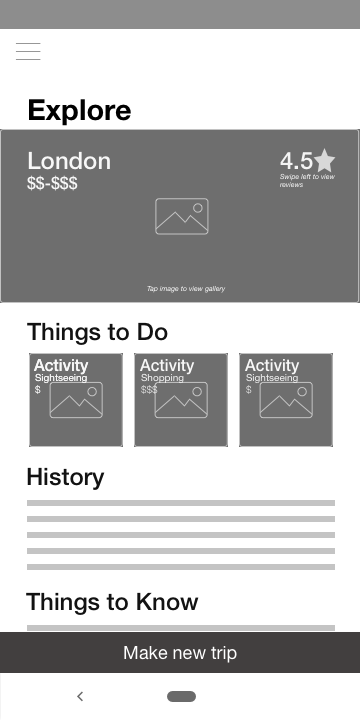 Explore
London
$$-$$$
4.5
Swipe left to view
reviews
Tap image to view gallery
Things to Do
Activity
Sightseeing
$
Activity
Shopping
$$$
Activity
Sightseeing
$
History
Things to Know
Make new trip